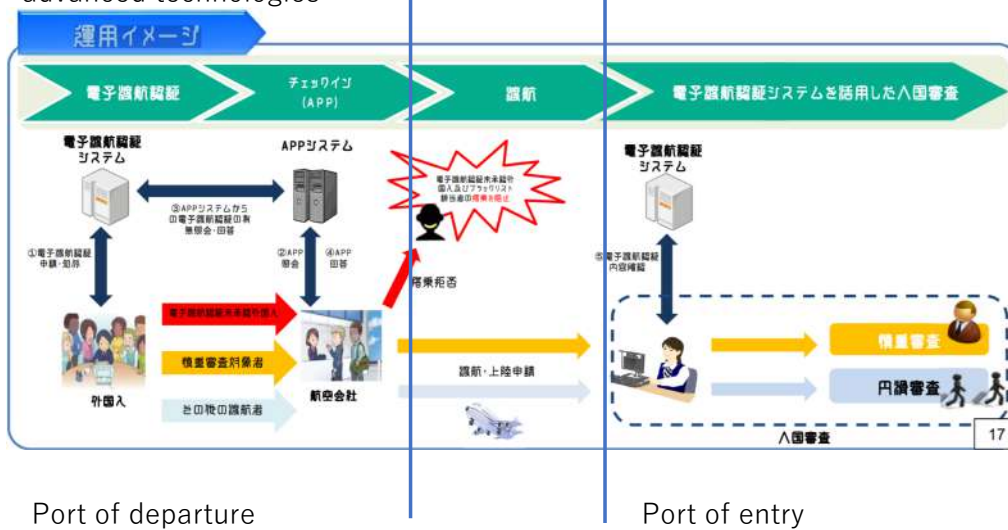 advanced technologies
運用イメージ
電子渡航認証
チェックイン
(APP)
渡航
電子渡航認証システムを活用した入国審査
電子渡航認証
システム
APPシステム
電子渡航認証未承認外
国人及びブラックリスト
該当者の搭乗を阻止
電子渡航認証
システム
③APPシステムから
の電子渡航認証の有
無照会・回答
①電子渡航認証
申請・処分
②APP
照会
④APP
回答
搭乗拒否
⑤電子渡航認証
内容確認
電子渡航認証未承認外国人
慎重審査対象者
その他の渡航者
外国人
航空会社
渡航・上陸申請
慎重審査
円滑審査
入国審査
17
Port of departure
Port of entry